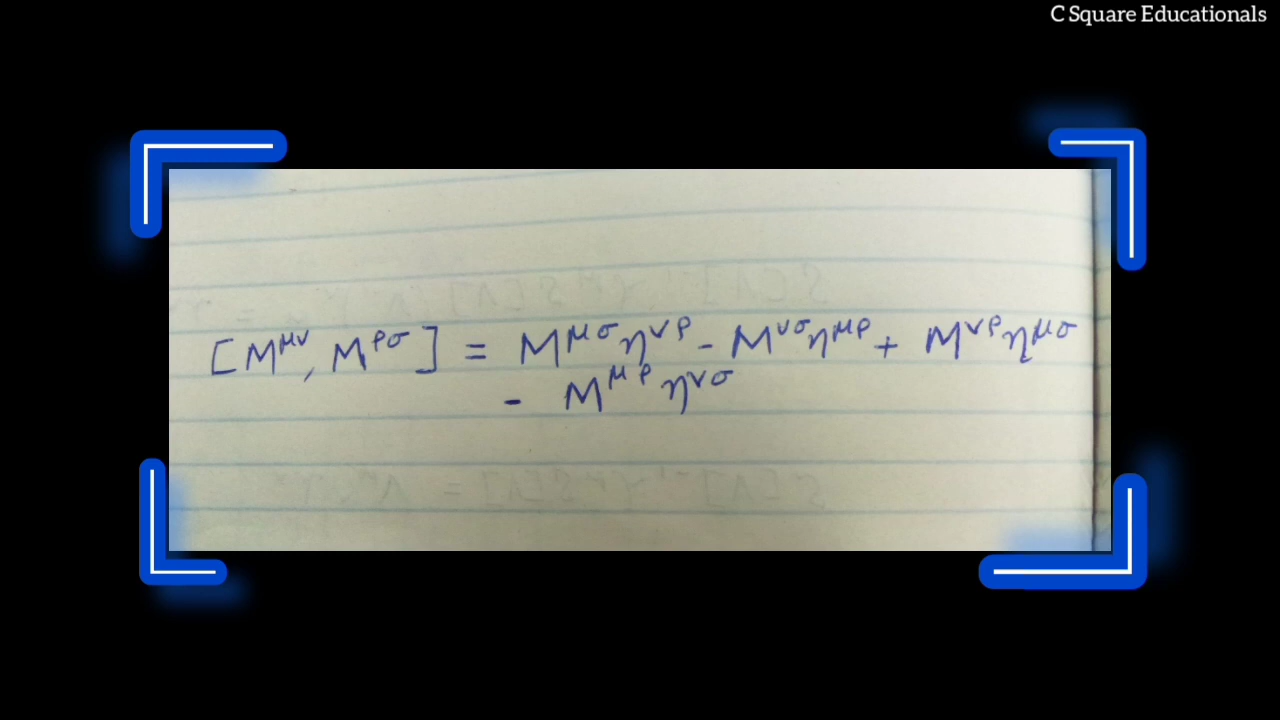 C Square Educationals
[M^{μν}, M^{ρσ}] = M^{μσ}η^{νρ} - M^{νσ}η^{μρ} + M^{νρ}η^{μσ}
- M^{μρ}η^{νσ}